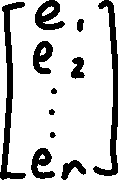 [e₁
e₂
⋮
eₙ]